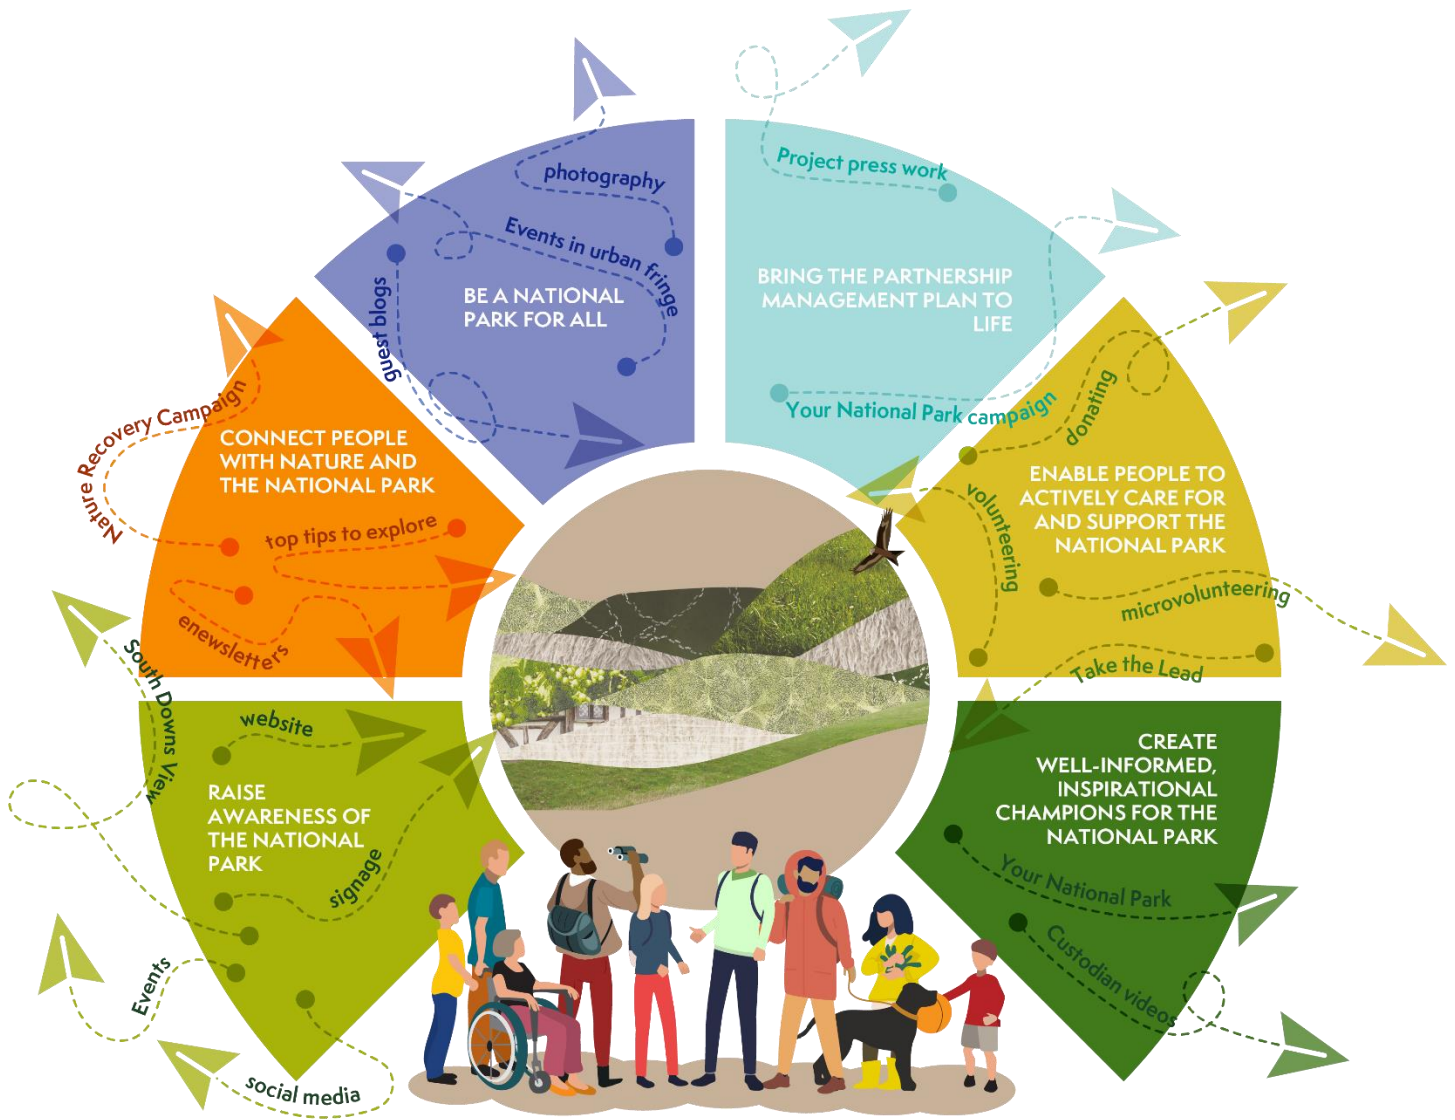 Project press work
photography
Events in urban fringe
guest blogs
BE A NATIONAL
PARK FOR ALL
BRING THE PARTNERSHIP
MANAGEMENT PLAN TO
LIFE
Your National Park campaign
Nature Recovery Campaign
CONNECT PEOPLE
WITH NATURE AND
THE NATIONAL PARK
top tips to explore
enewsletters
donating
ENABLE PEOPLE TO
ACTIVELY CARE FOR
AND SUPPORT THE
NATIONAL PARK
volunteering
microvolunteering
Take the Lead
South Downs View
website
RAISE
AWARENESS OF
THE NATIONAL
PARK
signage
Events
social media
CREATE
WELL-INFORMED,
INSPIRATIONAL
CHAMPIONS FOR THE
NATIONAL PARK
Your National Park
Custodian videos